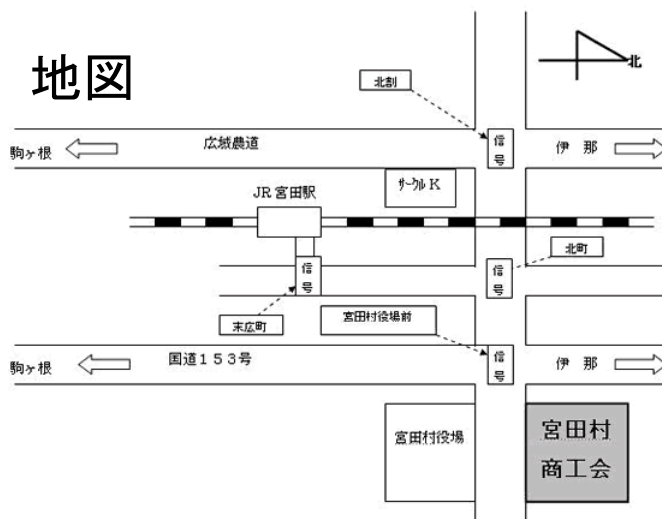 地図
北
北割
広域農道
信
号
伊 那
駒ヶ根
サークルK
JR宮田駅
北町
信
号
信
号
末広町
宮田村役場前
国道153号
信
号
伊 那
駒ヶ根
宮田村役場
宮田村
商工会